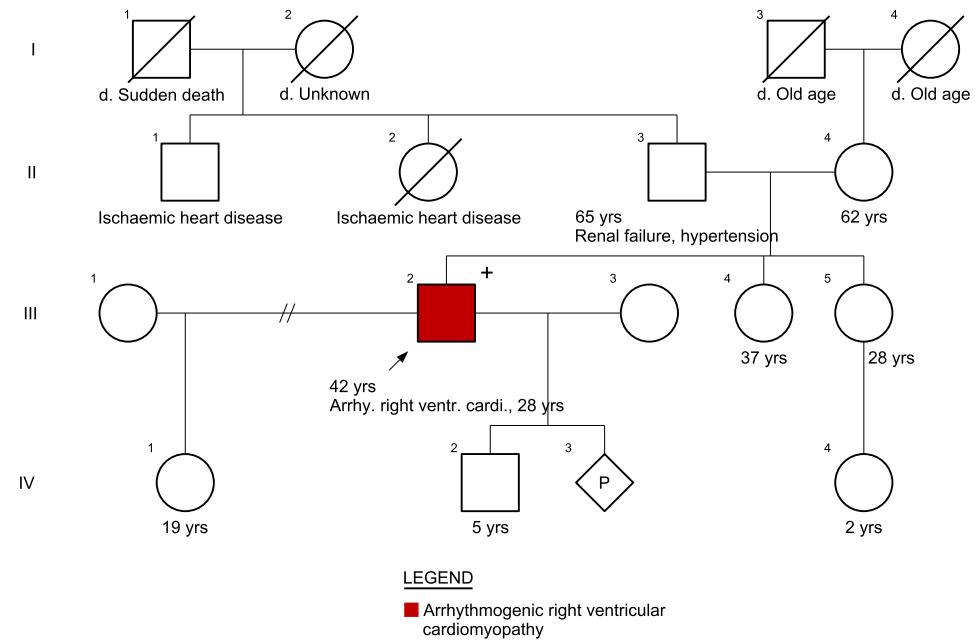 1 2 3 4
I
d. Sudden death d. Unknown d. Old age d. Old age
1 2 3 4
II
Ischaemic heart disease Ischaemic heart disease 65 yrs 62 yrs
Renal failure, hypertension
1 2 + 3 4 5
III
37 yrs 28 yrs
42 yrs
Arrhy. right ventr. cardi., 28 yrs
1 2 3 4
IV P
19 yrs 5 yrs 2 yrs
LEGEND
Arrhythmogenic right ventricular
cardiomyopathy